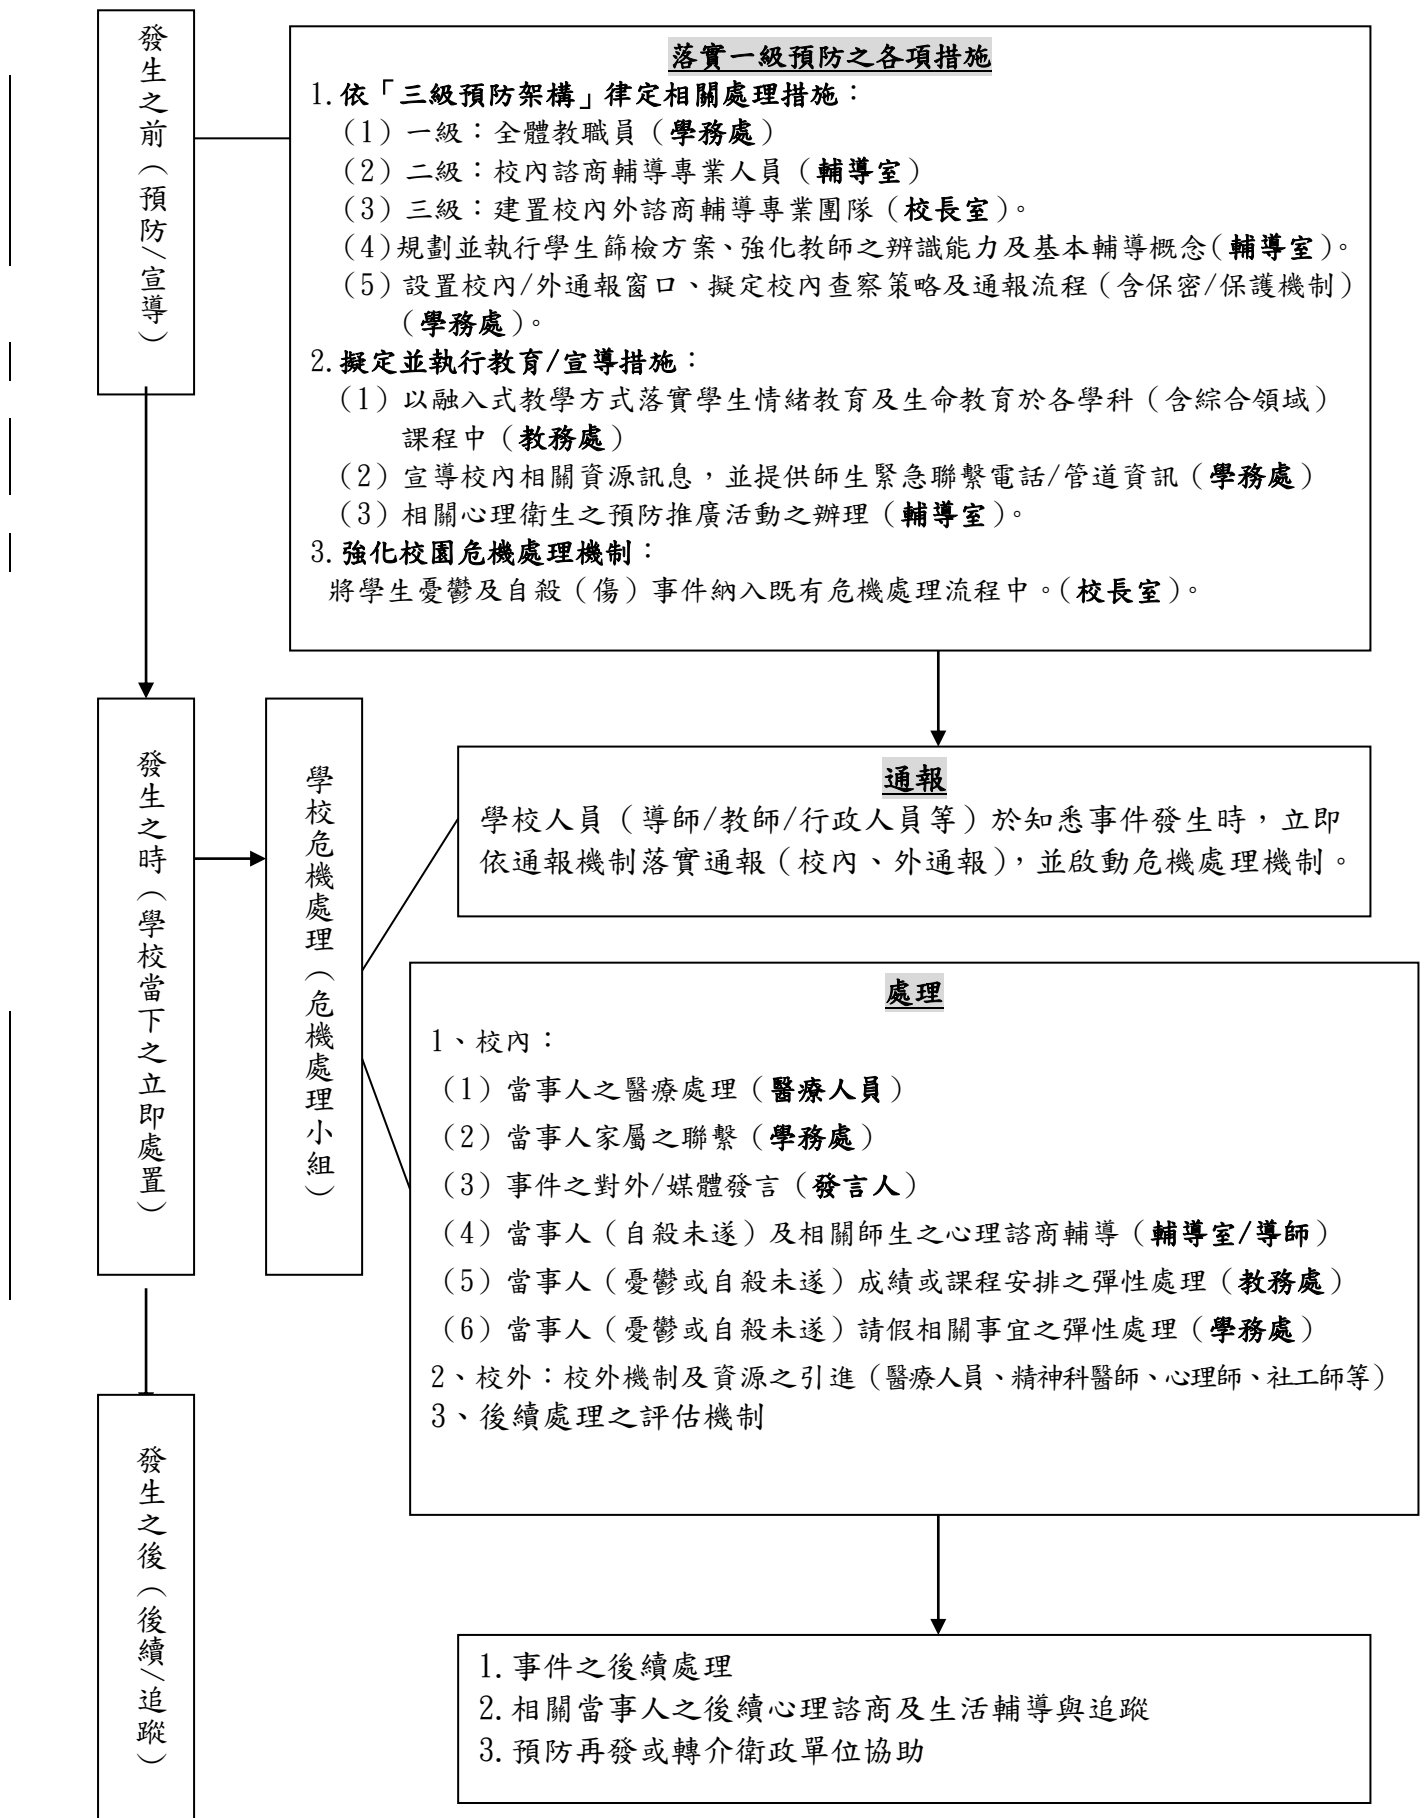 發生之前（預防/宣導）
落實一級預防之各項措施
1.依「三級預防架構」律定相關處理措施：
（1）一級：全體教職員（學務處）
（2）二級：校內諮商輔導專業人員（輔導室）
（3）三級：建置校內外諮商輔導專業團隊（校長室）。
（4）規劃並執行學生篩檢方案、強化教師之辨識能力及基本輔導概念（輔導室）。
（5）設置校內/外通報窗口、擬定校內查察策略及通報流程（含保密/保護機制）
（學務處）。
2.擬定並執行教育/宣導措施：
（1）以融入式教學方式落實學生情緒教育及生命教育於各學科（含綜合領域）
課程中（教務處）
（2）宣導校內相關資源訊息，並提供師生緊急聯繫電話/管道資訊（學務處）
（3）相關心理衛生之預防推廣活動之辦理（輔導室）。
3.強化校園危機處理機制：
將學生憂鬱及自殺（傷）事件納入既有危機處理流程中。（校長室）。
發生之時（學校當下之立即處置）
學校危機處理（危機處理小組）
通報
學校人員（導師/教師/行政人員等）於知悉事件發生時，立即
依通報機制落實通報（校內、外通報），並啟動危機處理機制。
處理
1、校內：
（1）當事人之醫療處理（醫療人員）
（2）當事人家屬之聯繫（學務處）
（3）事件之對外/媒體發言（發言人）
（4）當事人（自殺未遂）及相關師生之心理諮商輔導（輔導室/導師）
（5）當事人（憂鬱或自殺未遂）成績或課程安排之彈性處理（教務處）
（6）當事人（憂鬱或自殺未遂）請假相關事宜之彈性處理（學務處）
2、校外：校外機制及資源之引進（醫療人員、精神科醫師、心理師、社工師等）
3、後續處理之評估機制
發生之後（後續/追蹤）
1.事件之後續處理
2.相關當事人之後續心理諮商及生活輔導與追蹤
3.預防再發或轉介衛政單位協助